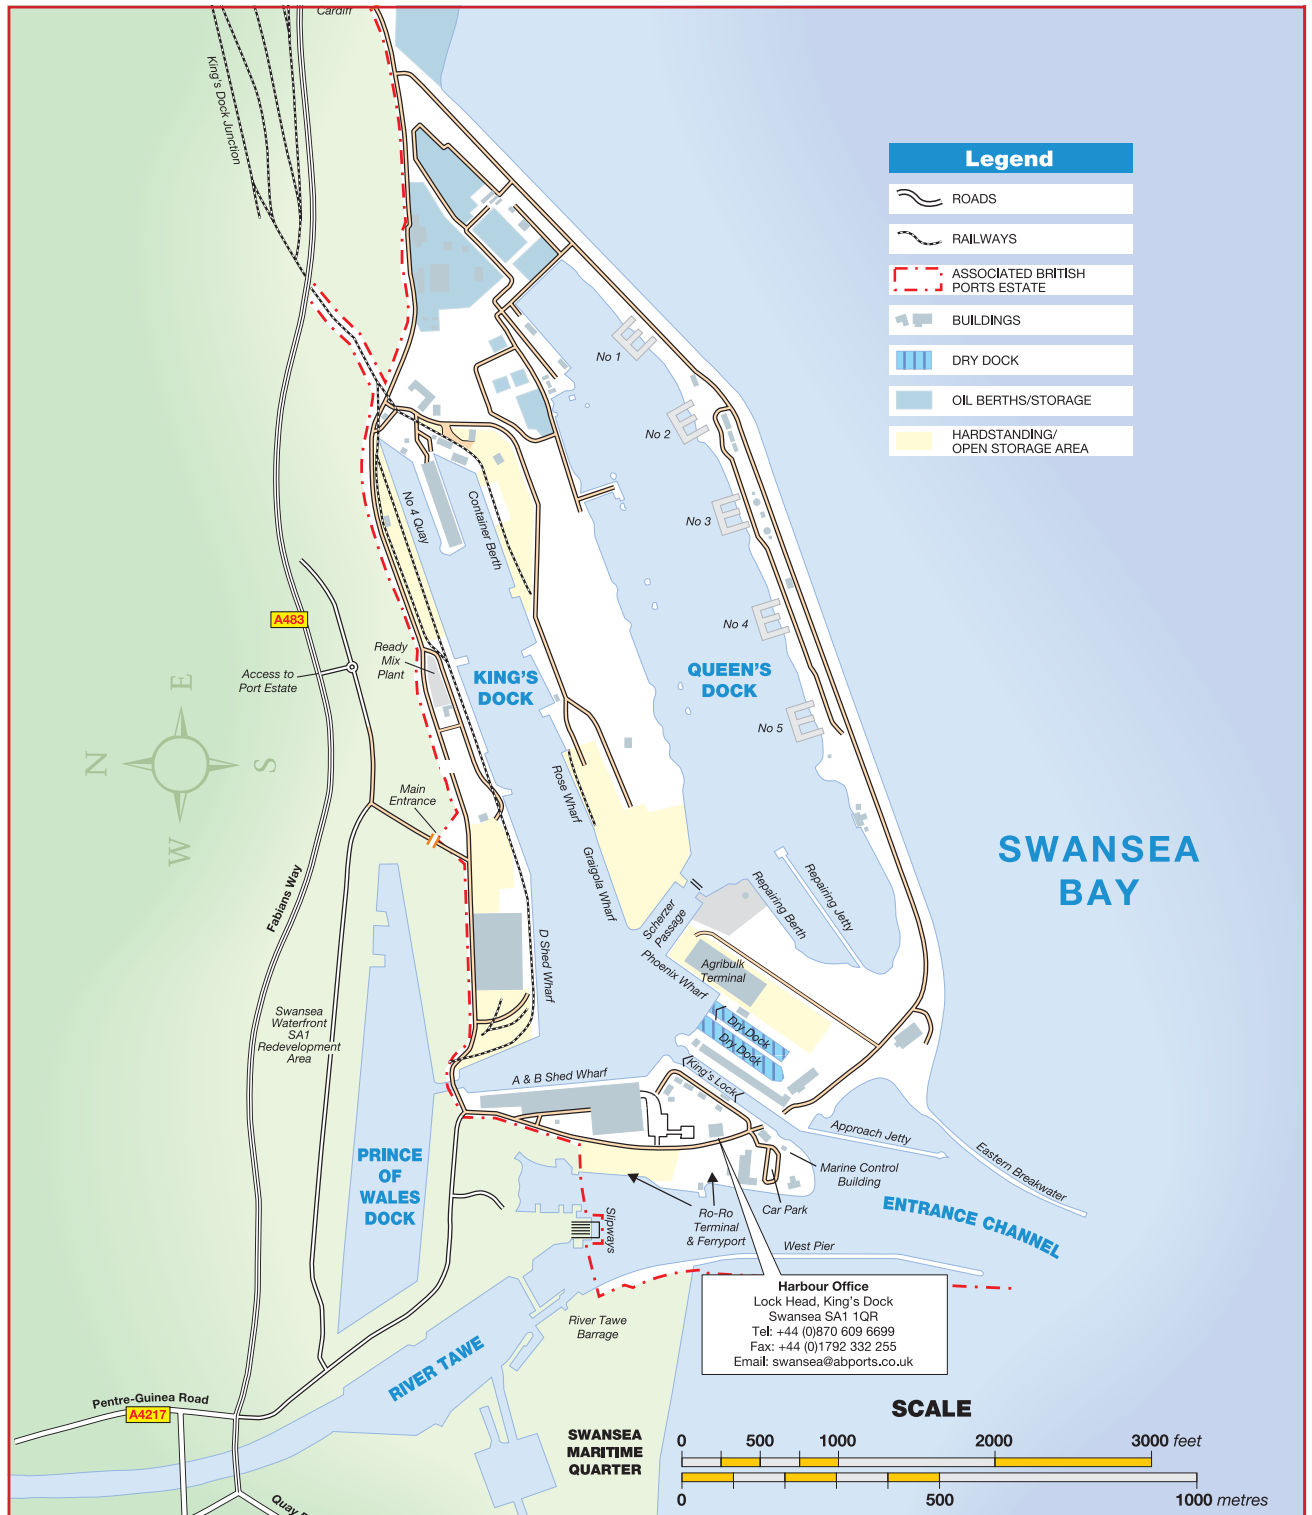 Cardiff
King's Dock Junction
Legend
ROADS
RAILWAYS
ASSOCIATED BRITISH
PORTS ESTATE
BUILDINGS
DRY DOCK
OIL BERTHS/STORAGE
HARDSTANDING/
OPEN STORAGE AREA
No 1
No 2
No 3
No 4
No 5
No 4 Quay
Container Berth
A483
Access to
Port Estate
Ready
Mix
Plant
KING'S
DOCK
QUEEN'S
DOCK
N
E
S
W
Main
Entrance
Rose Wharf
Graigola Wharf
Fabians Way
D Shed Wharf
Scherzer
Passage
Repairing Berth
Repairing Jetty
SWANSEA
BAY
Phoenix Wharf
Agribulk
Terminal
Dry Dock
Dry Dock
King's Lock
Swansea
Waterfront
SA1
Redevelopment
Area
A & B Shed Wharf
Approach Jetty
Eastern Breakwater
Marine Control
Building
PRINCE
OF
WALES
DOCK
ENTRANCE CHANNEL
Slipways
Ro-Ro
Terminal
& Ferryport
Car Park
West Pier
Harbour Office
Lock Head, King's Dock
Swansea SA1 1QR
Tel: +44 (0)870 609 6699
Fax: +44 (0)1792 332 255
Email: swansea@abports.co.uk
River Tawe
Barrage
RIVER TAWE
Pentre-Guinea Road
A4217
SWANSEA
MARITIME
QUARTER
Quay
SCALE
0 500 1000 2000 3000 feet
0 500 1000 metres